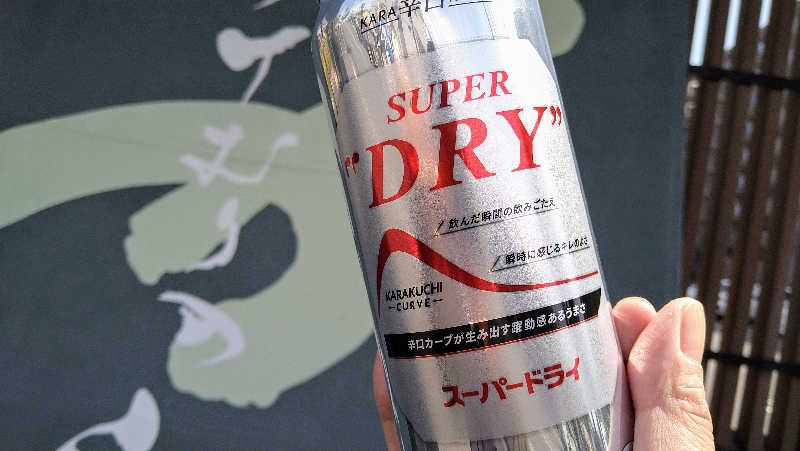 KARA辛口
SUPER
"DRY"
飲んだ瞬間の飲みごたえ
瞬時に感じるキレのよさ
KARAKUCHI
CURVE
辛口カーブが生み出す躍動感あるうまさ
スーパードライ